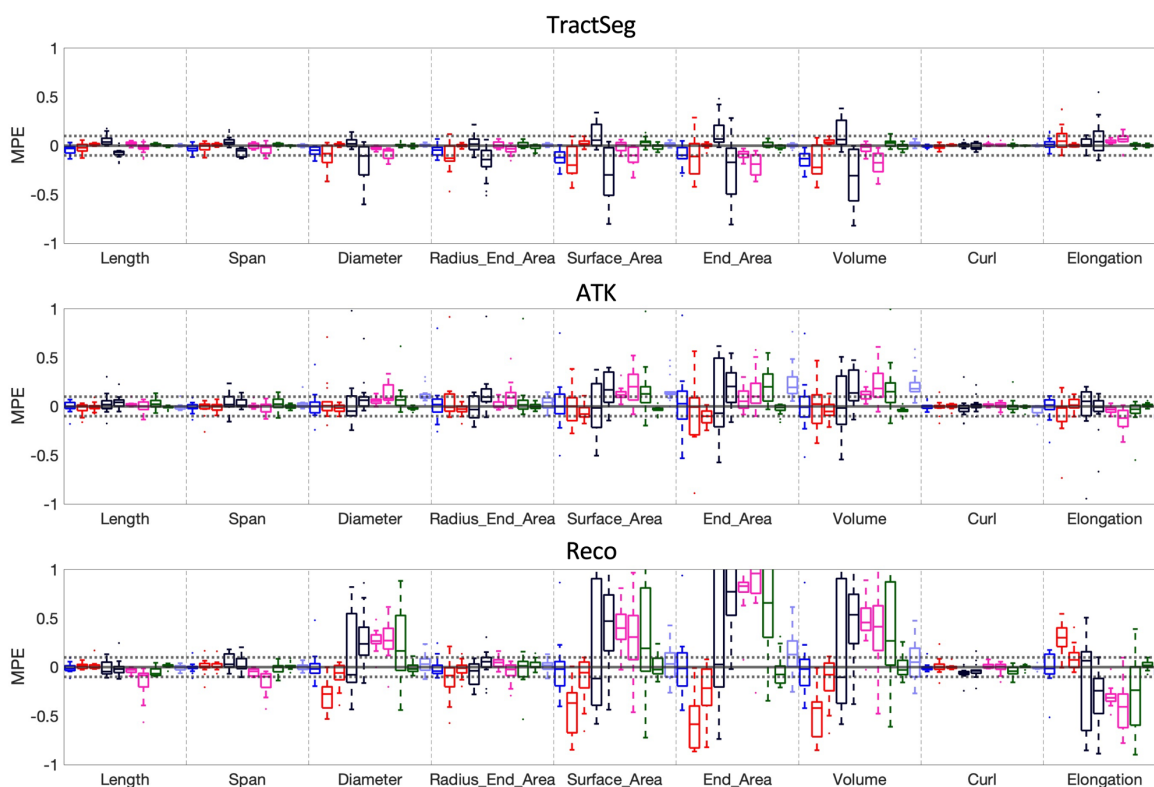 TractSeg
1
0.5
MPE
0
-0.5
-1
Length Span Diameter Radius_End_Area Surface_Area End_Area Volume Curl Elongation
ATK
1
0.5
MPE
0
-0.5
-1
Length Span Diameter Radius_End_Area Surface_Area End_Area Volume Curl Elongation
Reco
1
0.5
MPE
0
-0.5
-1
Length Span Diameter Radius_End_Area Surface_Area End_Area Volume Curl Elongation